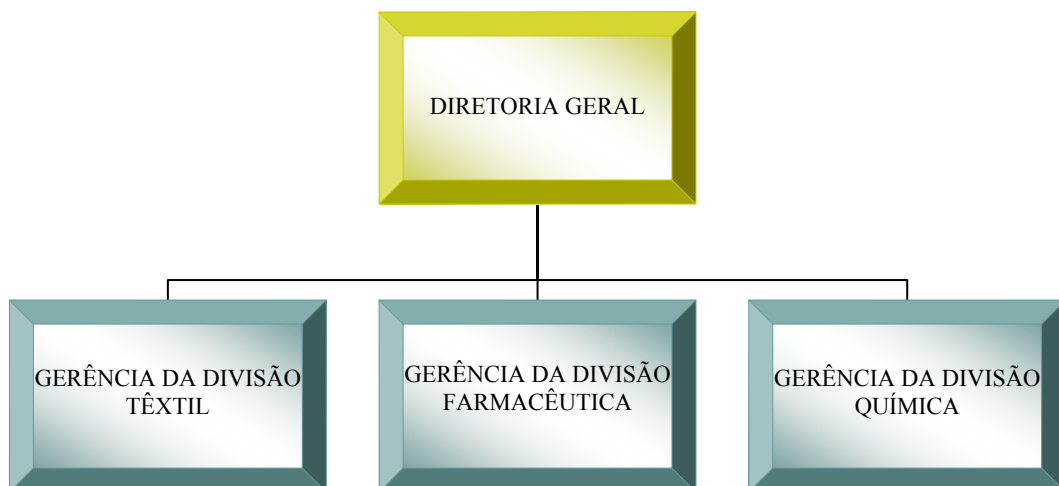 DIRETORIA GERAL
GERÊNCIA DA DIVISÃO
TÊXTIL
GERÊNCIA DA DIVISÃO
FARMACÊUTICA
GERÊNCIA DA DIVISÃO
QUÍMICA